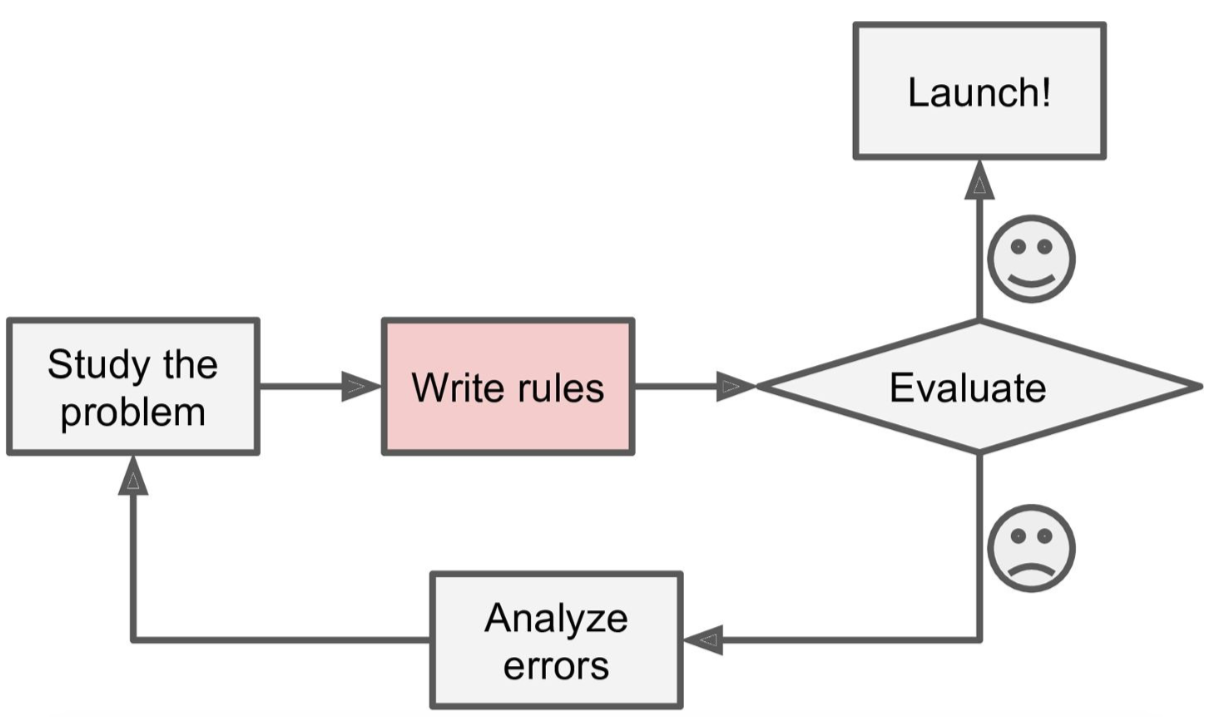 Launch!
Study the
problem
Write rules
Evaluate
Analyze
errors